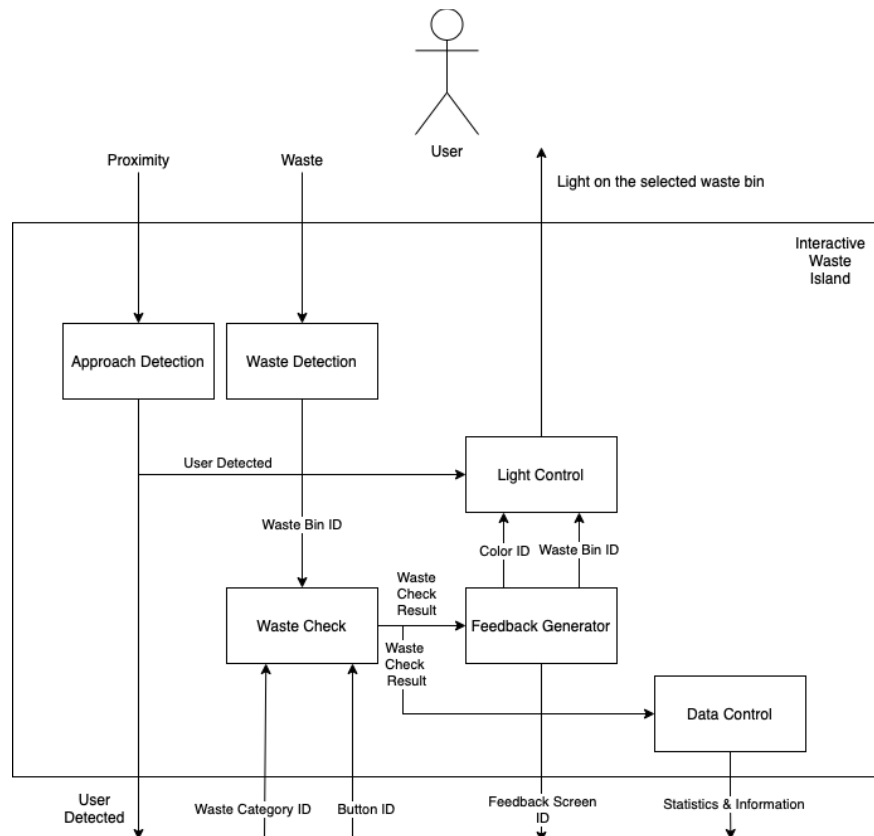 User
Proximity
Waste
Light on the selected waste bin
Interactive
Waste
Island
Approach Detection
Waste Detection
User Detected
Light Control
Waste Bin ID
Color ID
Waste Bin ID
Waste
Check
Result
Waste Check
Feedback Generator
Waste
Check
Result
Data Control
User
Detected
Waste Category ID
Button ID
Feedback Screen
ID
Statistics & Information